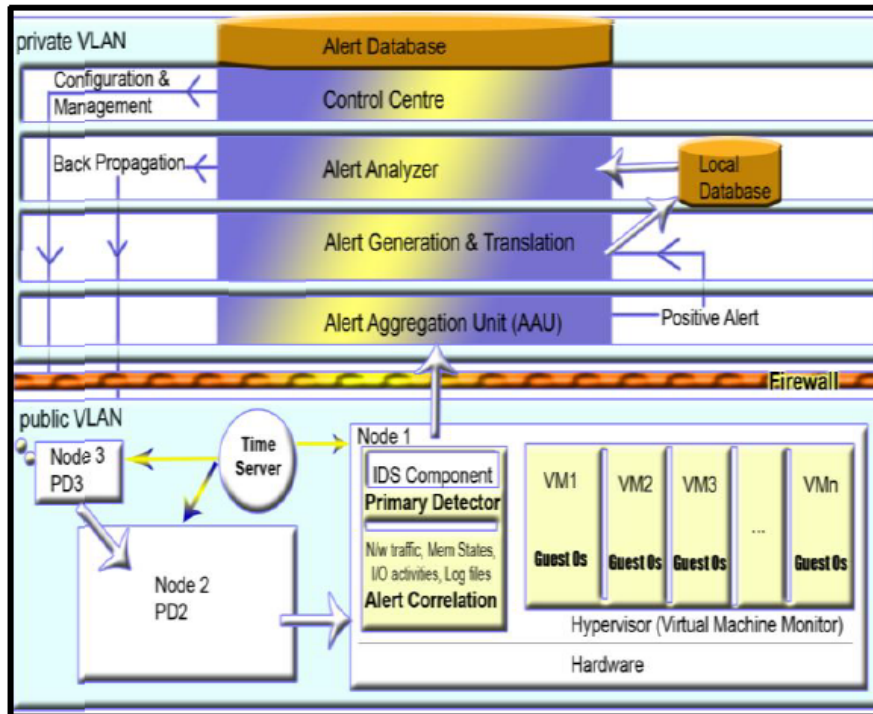 private VLAN
Alert Database
Configuration &
Management
Control Centre
Back Propagation
Alert Analyzer
Local
Database
Alert Generation & Translation
Alert Aggregation Unit (AAU)
Positive Alert
Firewall
public VLAN
Time
Server
Node 3
PD3
Node 2
PD2
Node 1
IDS Component
Primary Detector
N/w traffic, Mem States,
I/O activities, Log files
Alert Correlation
VM1
Guest Os
VM2
Guest Os
VM3
Guest Os
...
VMn
Guest Os
Hypervisor (Virtual Machine Monitor)
Hardware